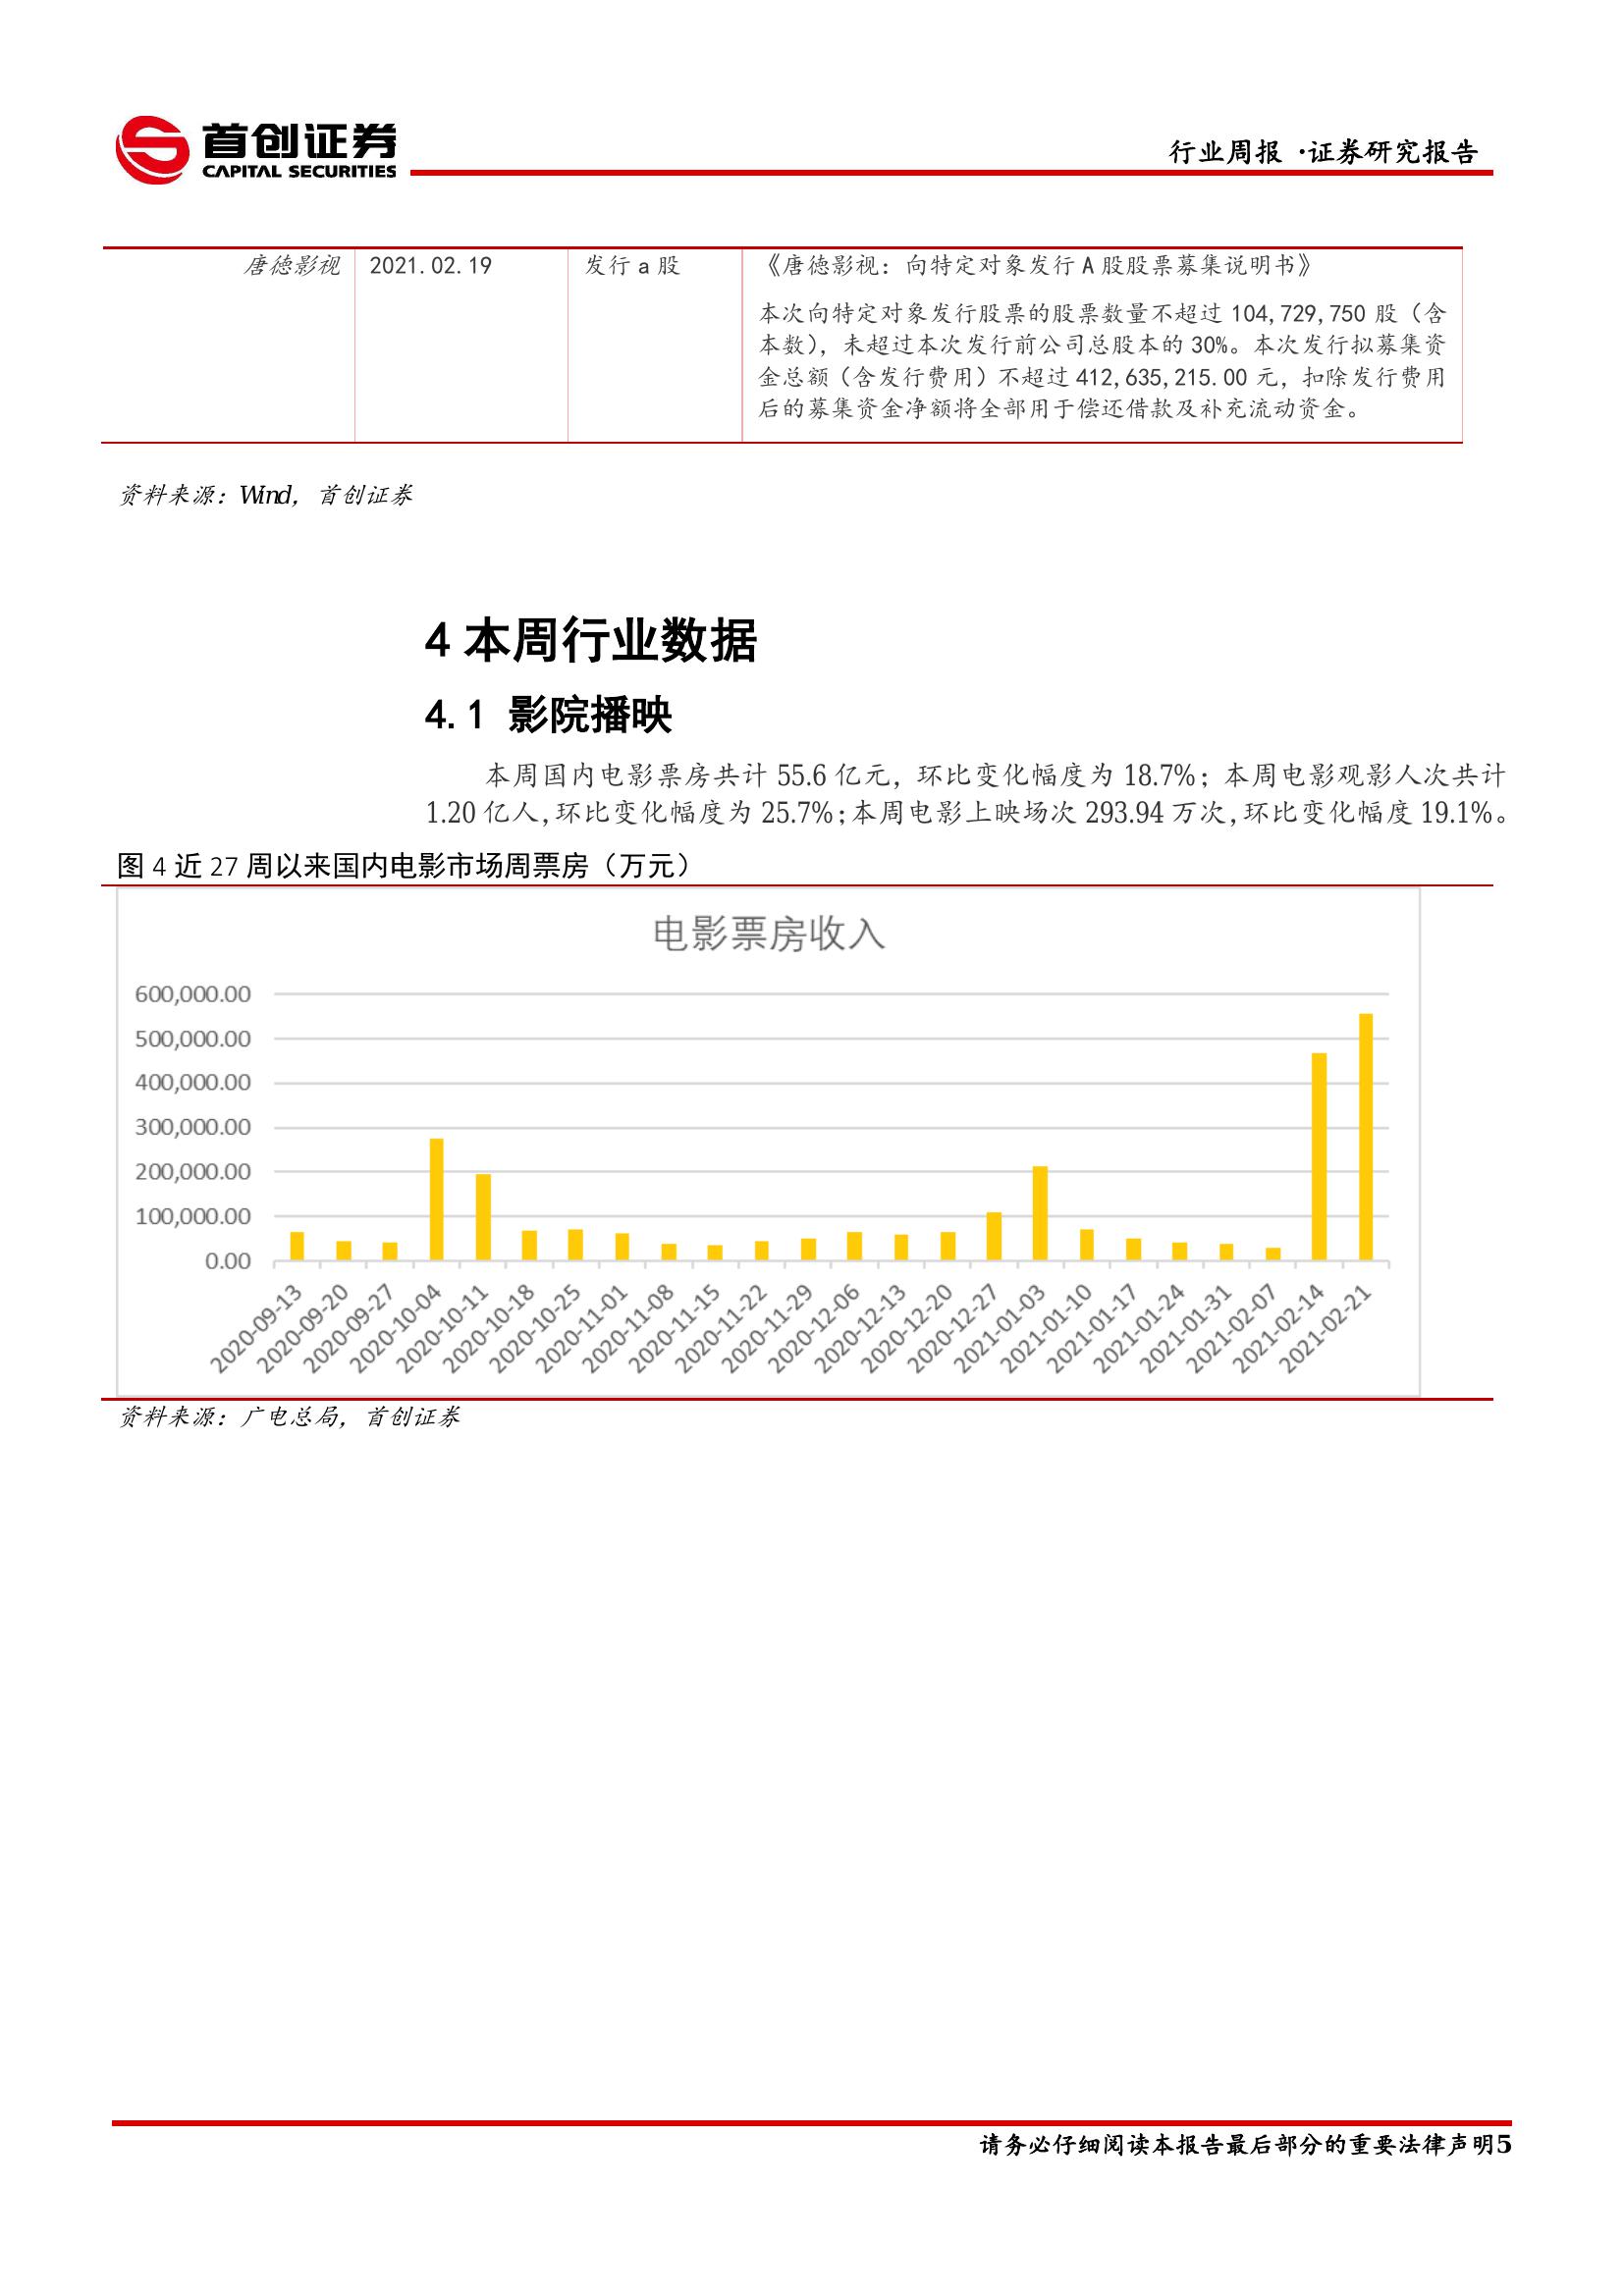 首创证券
CAPITAL SECURITIES
行业周报 ·证券研究报告
唐德影视 2021.02.19 发行 a 股 《唐德影视：向特定对象发行 A 股股票募集说明书》
本次向特定对象发行股票的股票数量不超过 104,729,750 股（含
本数），未超过本次发行前公司总股本的 30%。本次发行拟募集资
金总额（含发行费用）不超过 412,635,215.00 元，扣除发行费用
后的募集资金净额将全部用于偿还借款及补充流动资金。
资料来源：Wind，首创证券
4 本周行业数据
4.1 影院播映
本周国内电影票房共计 55.6 亿元，环比变化幅度为 18.7%；本周电影观影人次共计
1.20 亿人，环比变化幅度为 25.7%；本周电影上映场次 293.94 万次，环比变化幅度 19.1%。
图 4 近 27 周以来国内电影市场周票房（万元）
电影票房收入
600,000.00
500,000.00
400,000.00
300,000.00
200,000.00
100,000.00
0.00
2020-09-13
2020-09-20
2020-09-27
2020-10-04
2020-10-11
2020-10-18
2020-10-25
2020-11-01
2020-11-08
2020-11-15
2020-11-22
2020-11-29
2020-12-06
2020-12-13
2020-12-20
2020-12-27
2021-01-03
2021-01-10
2021-01-17
2021-01-24
2021-01-31
2021-02-07
2021-02-14
2021-02-21
资料来源：广电总局，首创证券
请务必仔细阅读本报告最后部分的重要法律声明5